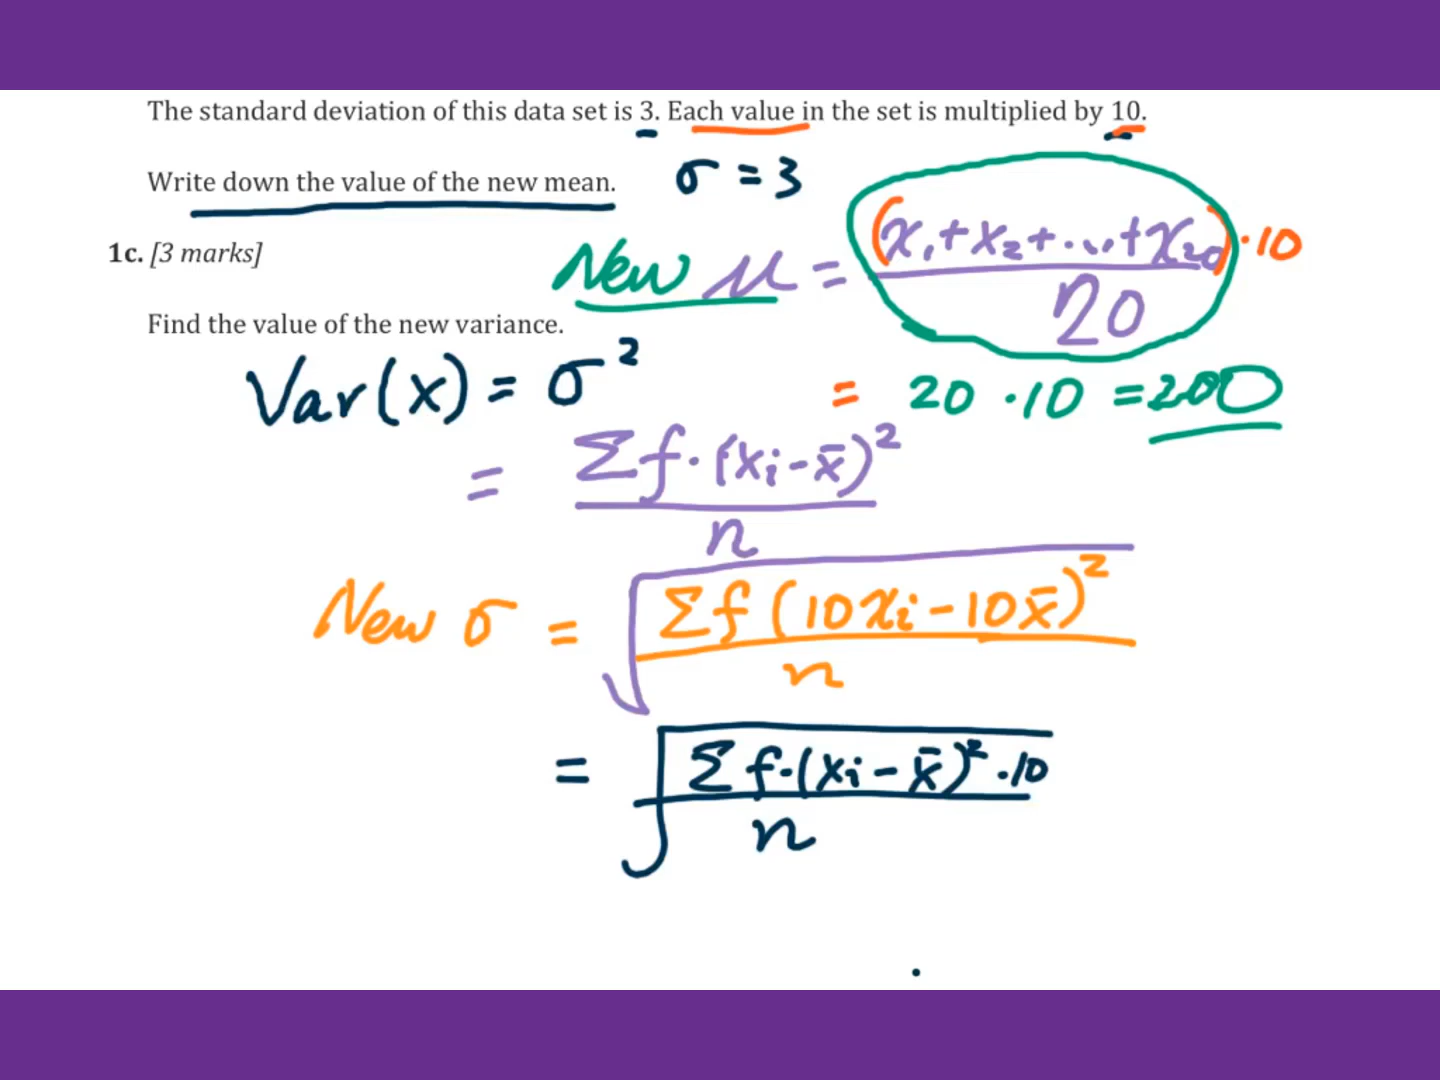 The standard deviation of this data set is 3. Each value in the set is multiplied by 10.
Write down the value of the new mean. σ = 3
New μ = (x₁ + x₂ + ... + x₂₀) · 10
20
1c. [3 marks]
Find the value of the new variance.
Var(x) = σ²
= 20 · 10 = 200
= Σf · (xi - x̄)²
n
New σ = √ Σf (10xi - 10x̄)²
n
= √ Σf · (xi - x̄)² · 10
n